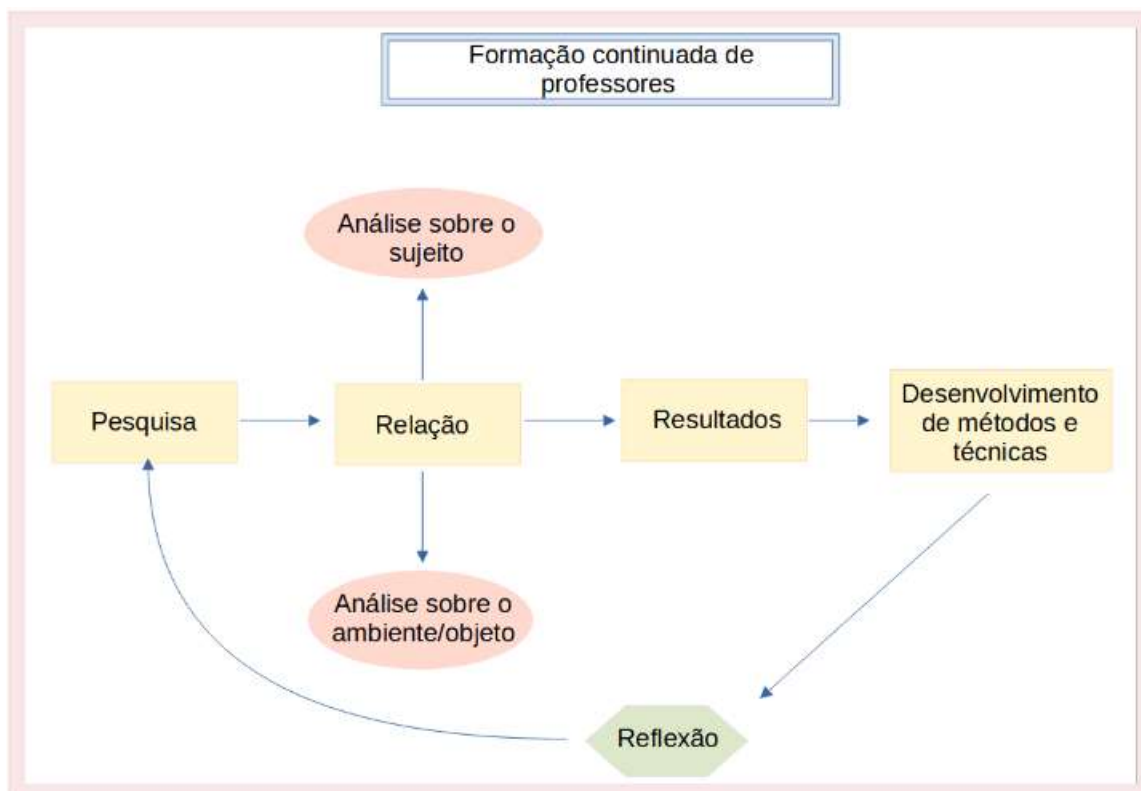 Formação continuada de
professores
Análise sobre o
sujeito
Pesquisa
Relação
Resultados
Desenvolvimento
de métodos e
técnicas
Análise sobre o
ambiente/objeto
Reflexão